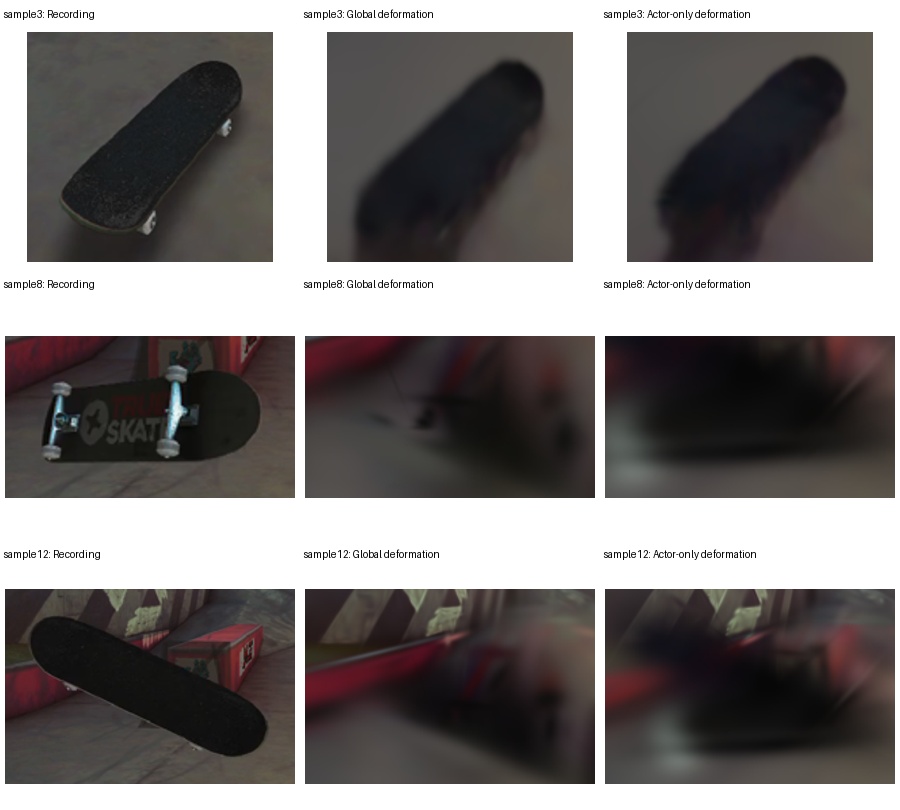 sample3: Recording
sample3: Global deformation
sample3: Actor-only deformation
sample8: Recording
sample8: Global deformation
sample8: Actor-only deformation
SKAT
sample12: Recording
sample12: Global deformation
sample12: Actor-only deformation